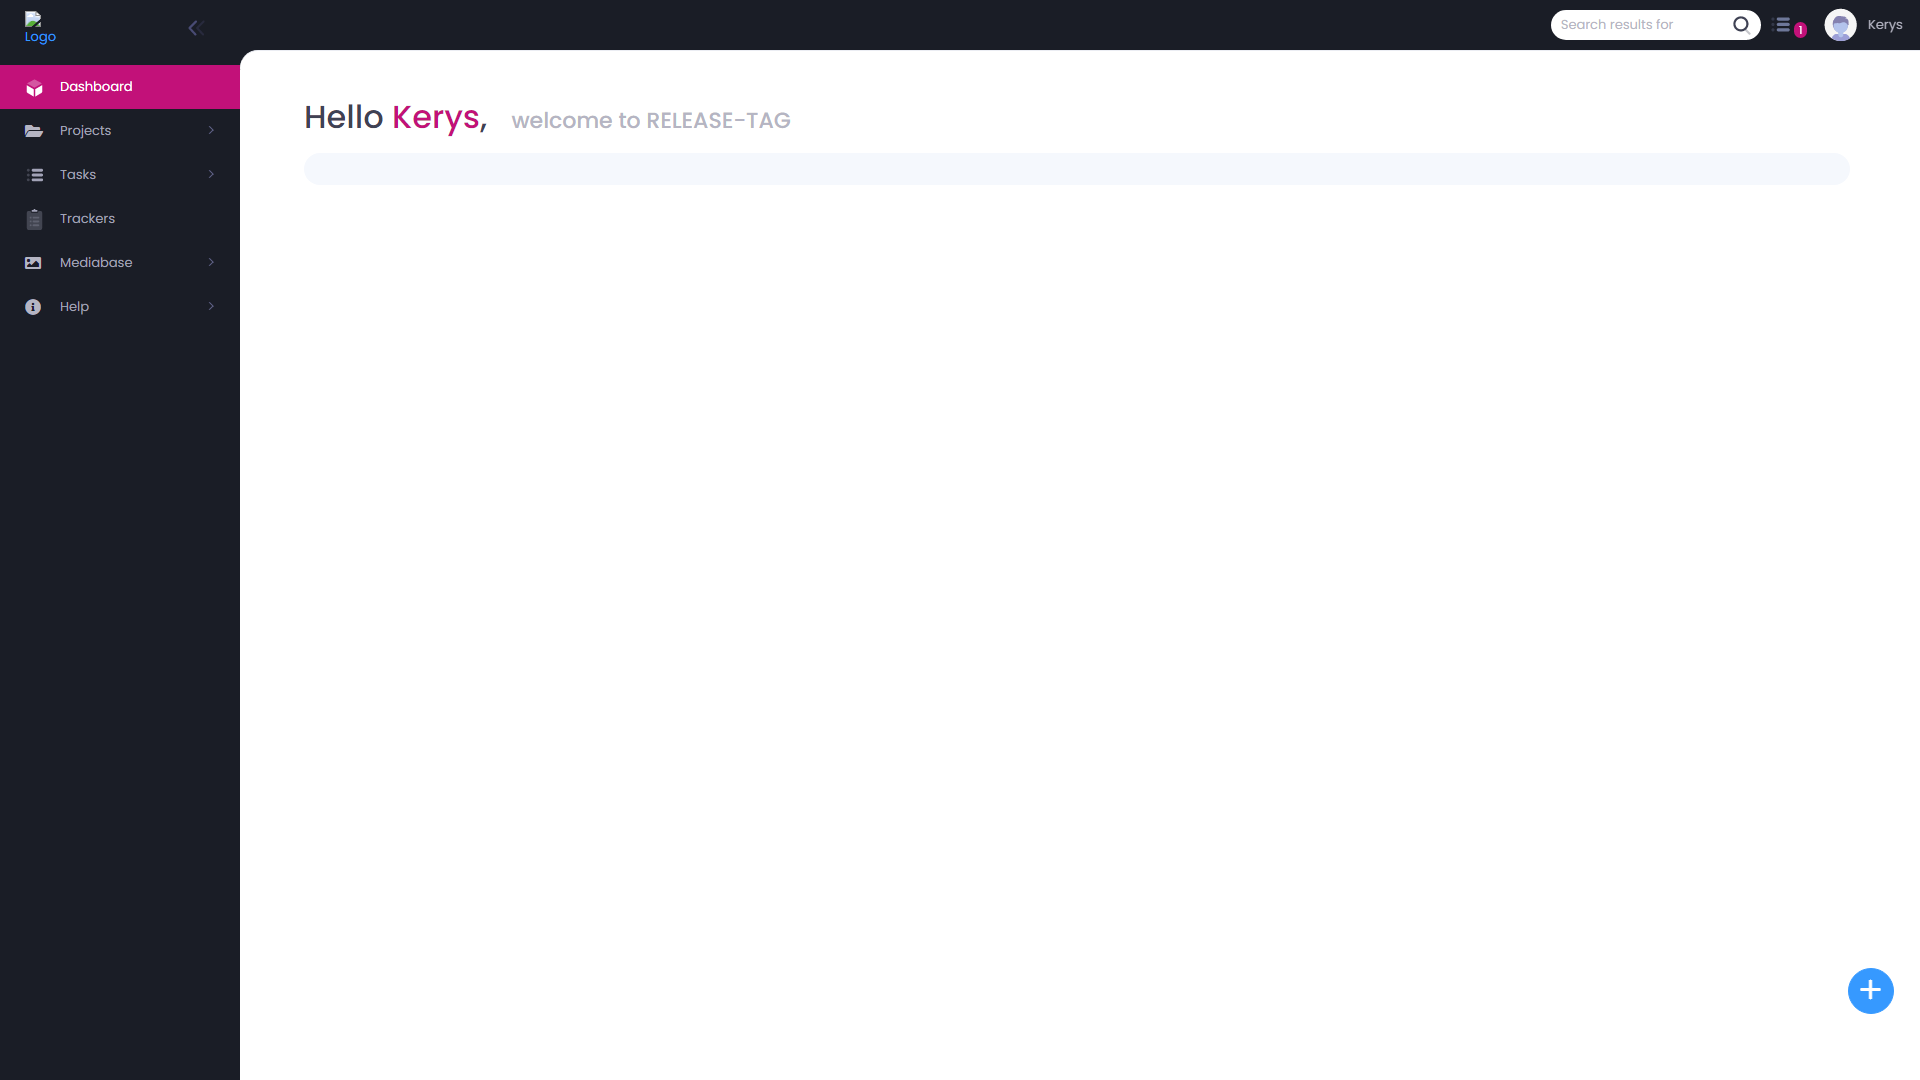 Logo
Search results for
1
Kerys
Dashboard
Projects
Tasks
Trackers
Mediabase
Help
Hello Kerys, welcome to RELEASE-TAG